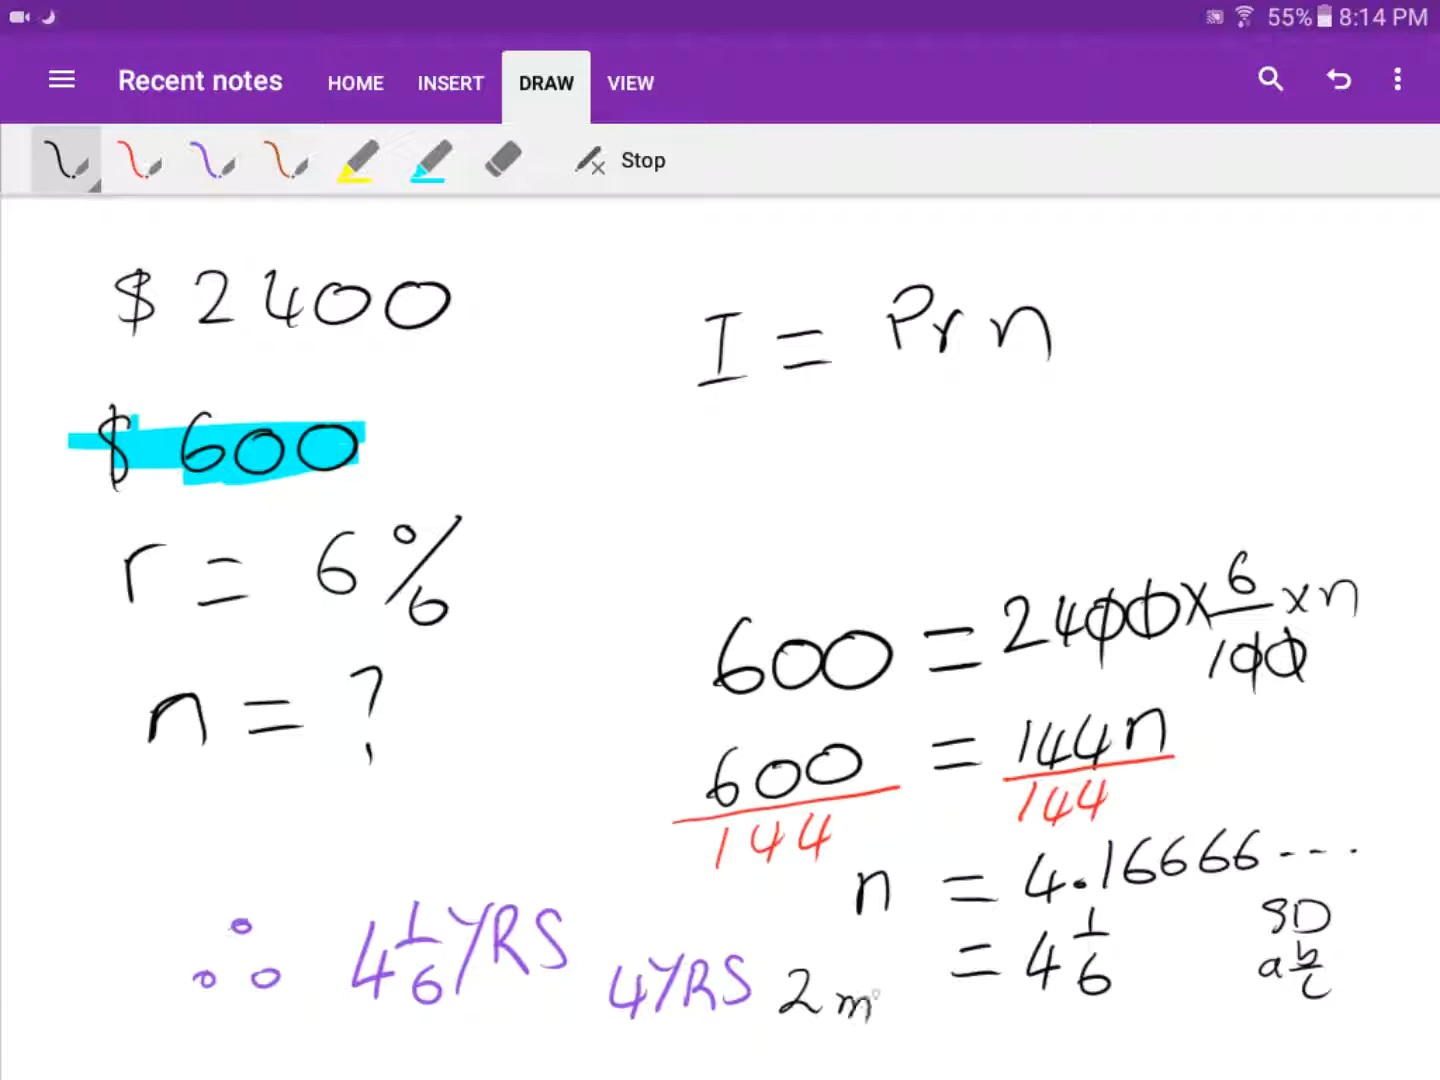 55% 8:14 PM
Recent notes HOME INSERT DRAW VIEW
Stop
$ 2400
I = Prn
$ 600
r = 6%
n = ?
600 = 2400 × 6/100 × n
600/144 = 144n/144
n = 4.16666...
= 4 1/6
SD
a b/c
∴ 4 1/6 YRS
4YRS 2 m